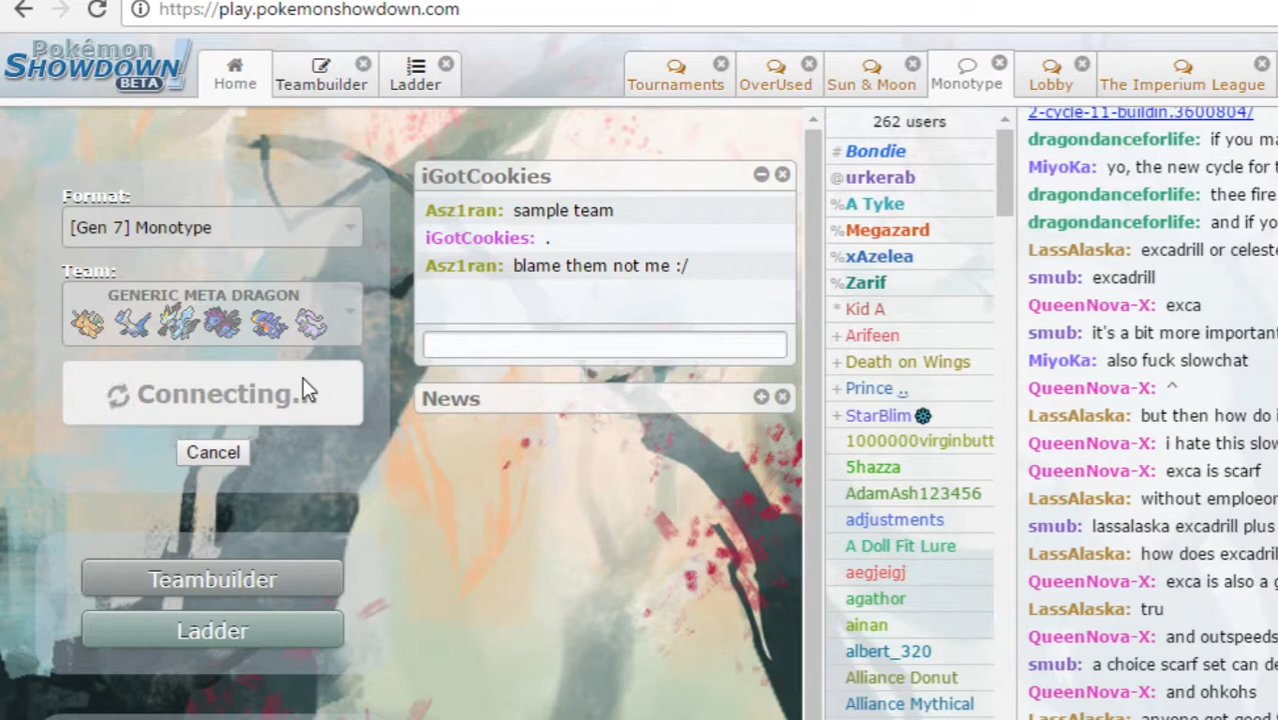 https://play.pokemonshowdown.com
Pokémon
SHOWDOWN!
BETA
Home
Teambuilder
Ladder
Tournaments
OverUsed
Sun & Moon
Monotype
Lobby
The Imperium League
Format:
[Gen 7] Monotype
Team:
GENERIC META DRAGON
Connecting..
Cancel
Teambuilder
Ladder
iGotCookies
Asz1ran: sample team
iGotCookies: .
Asz1ran: blame them not me :/
News
262 users
# Bondie
@urkerab
%A Tyke
%Megazard
%xAzelea
%Zarif
* Kid A
+ Arifeen
+ Death on Wings
+ Prince
+ StarBlim
1000000virginbutt
5hazza
AdamAsh123456
adjustments
A Doll Fit Lure
aegjeigj
agathor
ainan
albert_320
Alliance Donut
Alliance Mythical
2-cycle-11-buildin.3600804/
dragondanceforlife: if you ma
MiyoKa: yo, the new cycle for t
dragondanceforlife: thee fire
dragondanceforlife: and if yo
LassAlaska: excadrill or celeste
smub: excadrill
QueenNova-X: exca
smub: it's a bit more importan
MiyoKa: also fuck slowchat
QueenNova-X: ^
LassAlaska: but then how do i
QueenNova-X: i hate this slow
QueenNova-X: exca is scarf
LassAlaska: without emploeor
smub: lassalaska excadrill plus
LassAlaska: how does excadril
QueenNova-X: exca is also a g
LassAlaska: tru
QueenNova-X: and outspeeds
smub: a choice scarf set can de
QueenNova-X: and ohkohs
LassAlaska: anyone got good